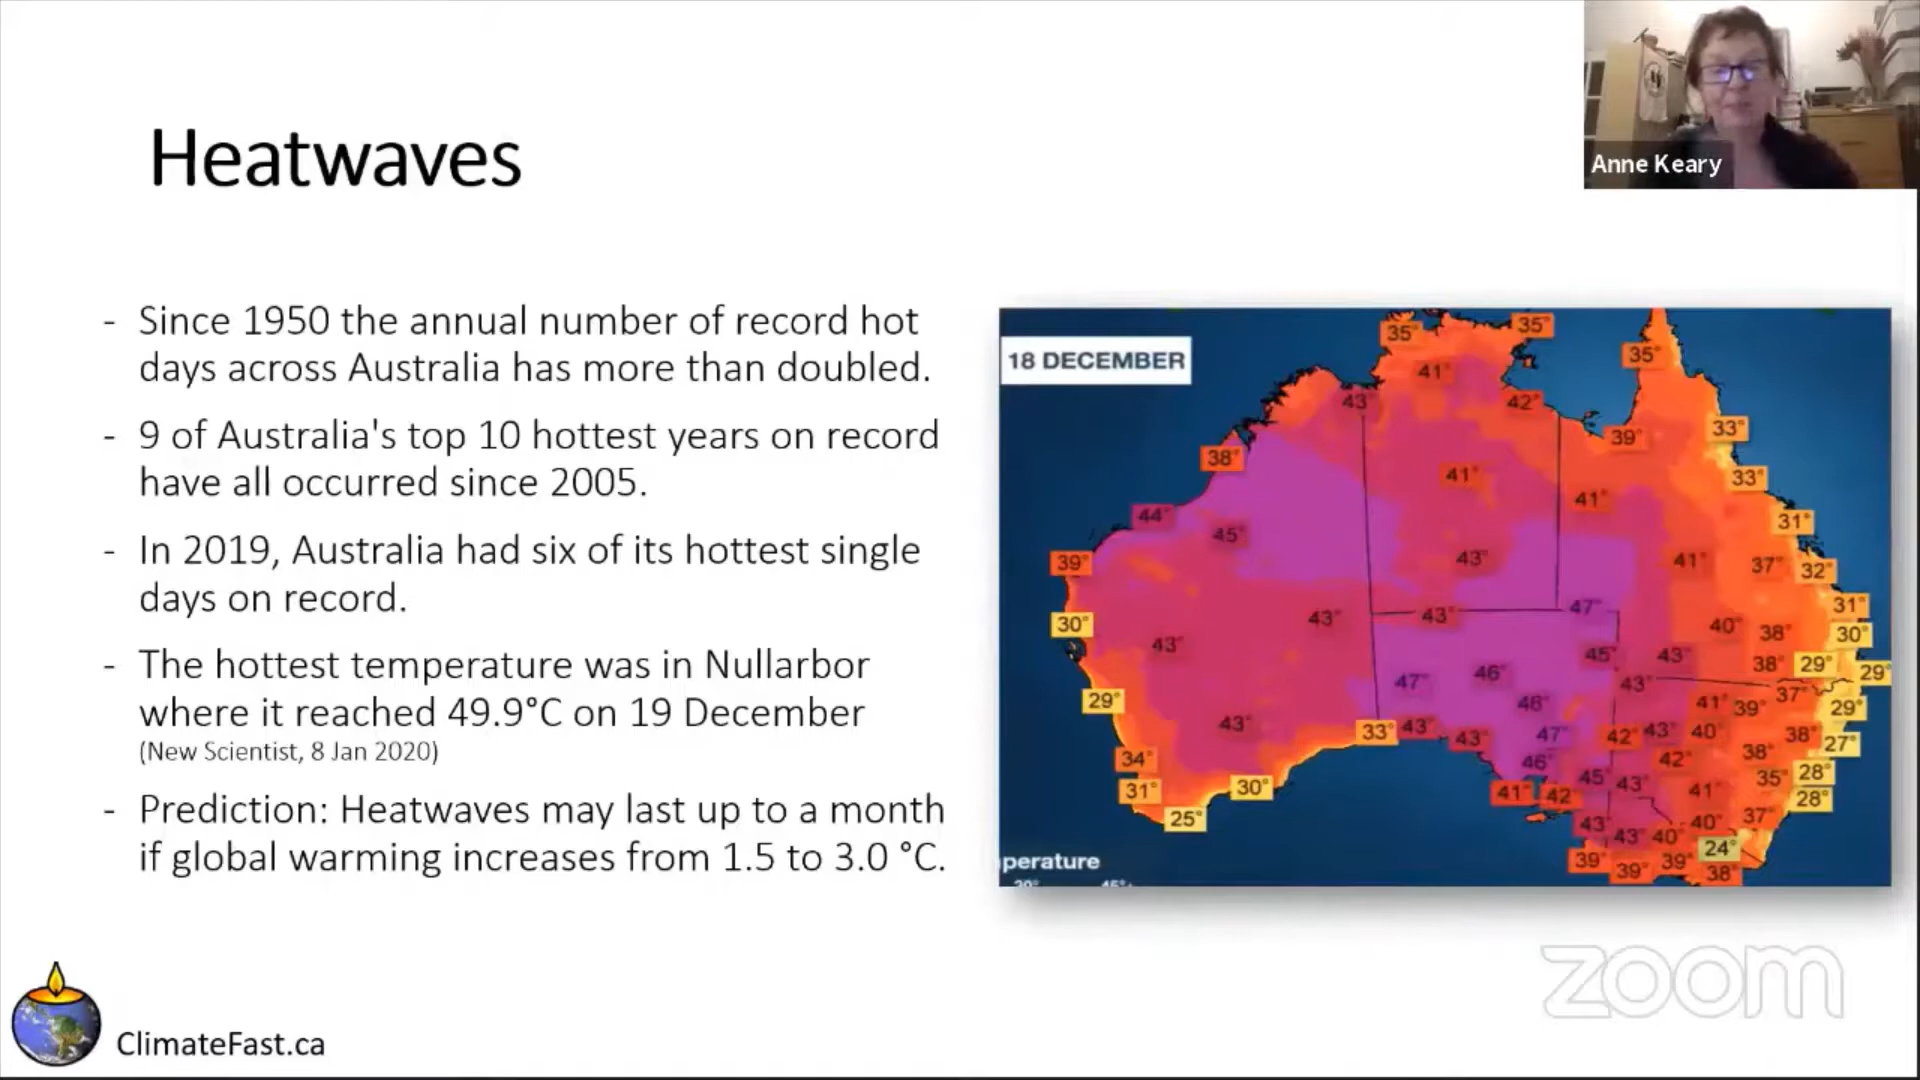 Anne Keary
Heatwaves
- Since 1950 the annual number of record hot
days across Australia has more than doubled.
- 9 of Australia's top 10 hottest years on record
have all occurred since 2005.
- In 2019, Australia had six of its hottest single
days on record.
- The hottest temperature was in Nullarbor
where it reached 49.9°C on 19 December
(New Scientist, 8 Jan 2020)
- Prediction: Heatwaves may last up to a month
if global warming increases from 1.5 to 3.0 °C.
18 DECEMBER
35° 35°
35°
41°
43° 42°
33°
39°
38°
41° 33°
41°
44° 31°
45°
39° 43° 41° 37° 32°
47° 31°
30° 43° 43° 40° 38° 30°
43° 45° 43° 38° 29° 29°
47° 46° 43° 37°
29° 46° 41° 39° 29°
43° 33° 43° 43° 47° 42° 43° 40° 38° 27°
34° 46° 42° 38°
31° 30° 45° 43° 35° 28°
41° 42° 41° 28°
25° 43° 43° 40° 40° 37°
39° 39° 39° 24°
38°
perature
zoom
ClimateFast.ca